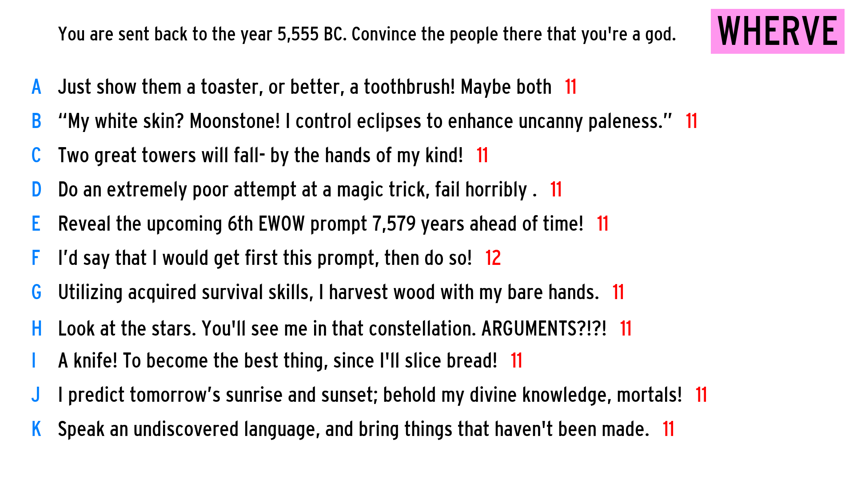 You are sent back to the year 5,555 BC. Convince the people there that you're a god.
WHERVE
A Just show them a toaster, or better, a toothbrush! Maybe both 11
B “My white skin? Moonstone! I control eclipses to enhance uncanny paleness.” 11
C Two great towers will fall- by the hands of my kind! 11
D Do an extremely poor attempt at a magic trick, fail horribly . 11
E Reveal the upcoming 6th EWOW prompt 7,579 years ahead of time! 11
F I’d say that I would get first this prompt, then do so! 12
G Utilizing acquired survival skills, I harvest wood with my bare hands. 11
H Look at the stars. You'll see me in that constellation. ARGUMENTS?!?! 11
I A knife! To become the best thing, since I'll slice bread! 11
J I predict tomorrow’s sunrise and sunset; behold my divine knowledge, mortals! 11
K Speak an undiscovered language, and bring things that haven't been made. 11